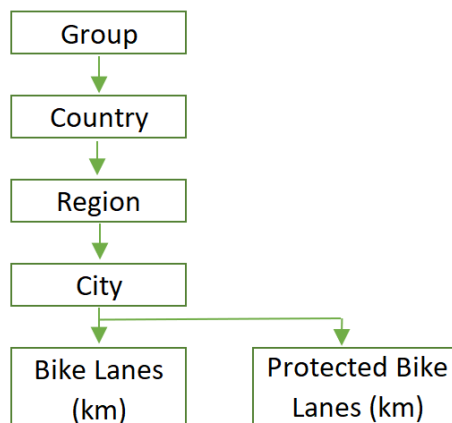 Group
Country
Region
City
Bike Lanes
(km)
Protected Bike
Lanes (km)